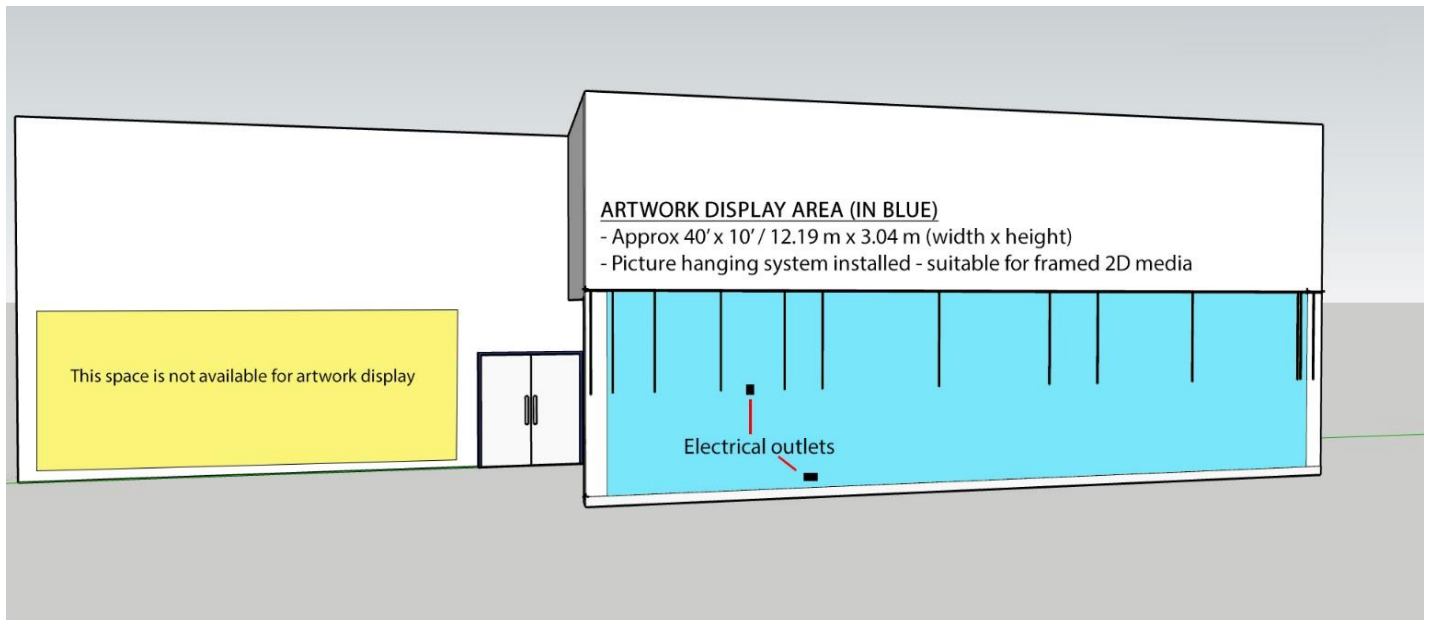 ARTWORK DISPLAY AREA (IN BLUE)
- Approx 40' x 10' / 12.19 m x 3.04 m (width x height)
- Picture hanging system installed - suitable for framed 2D media
This space is not available for artwork display
Electrical outlets